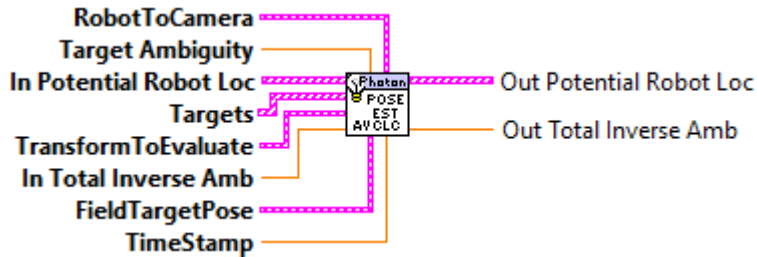 RobotToCamera
Target Ambiguity
In Potential Robot Loc
Targets
TransformToEvaluate
In Total Inverse Amb
FieldTargetPose
TimeStamp
Photon
POSE
EST
AVCLC
Out Potential Robot Loc
Out Total Inverse Amb